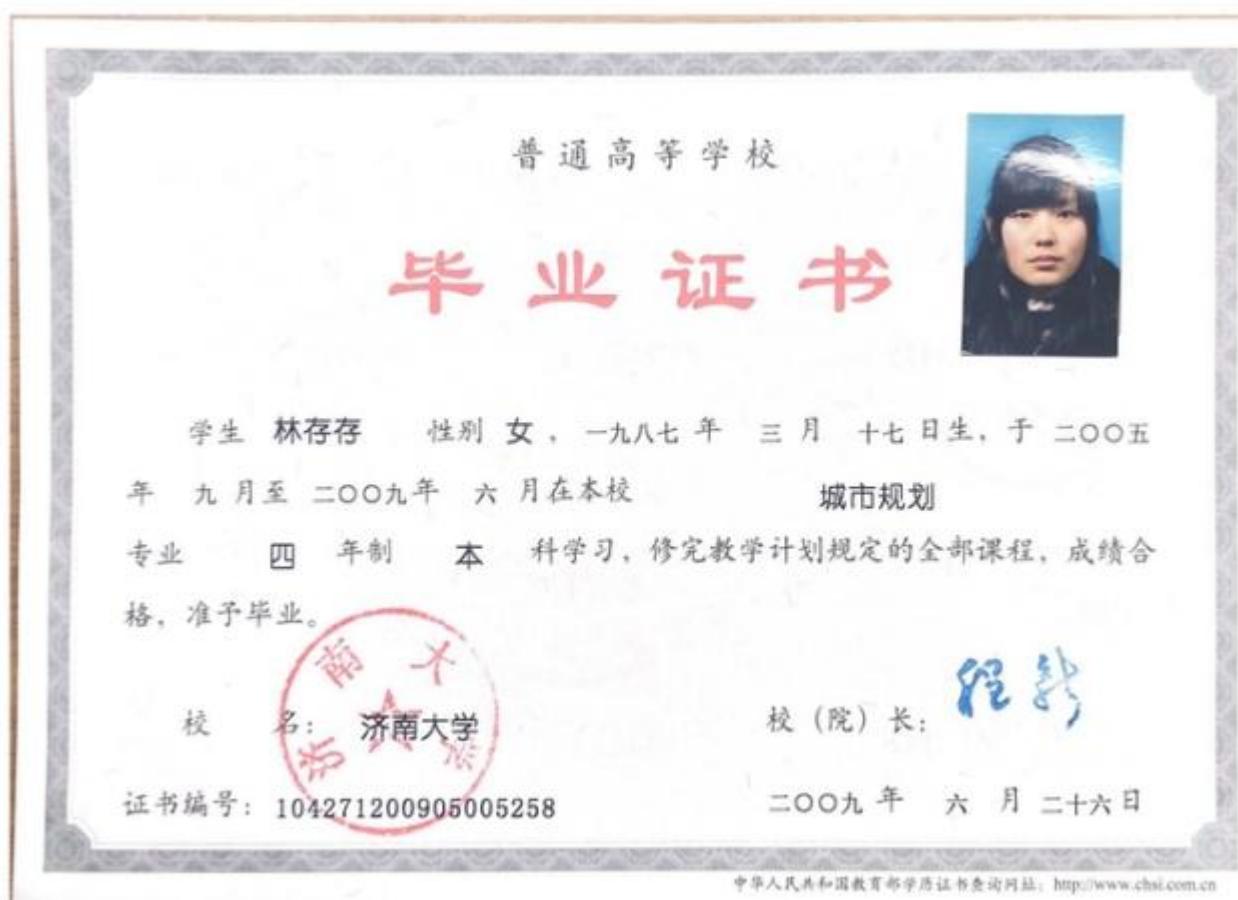 普通高等学校
毕业证书
学生 林存存 性别 女，一九八七 年 三 月 十七 日生，于 二〇〇五
年 九 月至 二〇〇九年 六 月在本校 城市规划
专业 四 年制 本 科学习，修完教学计划规定的全部课程，成绩合
格，准予毕业。
济南大学
校 名：济南大学 校（院）长：
证书编号：104271200905005258 二〇〇九 年 六 月 二十六 日
中华人民共和国教育部学历证书查询网址：http://www.chsi.com.cn